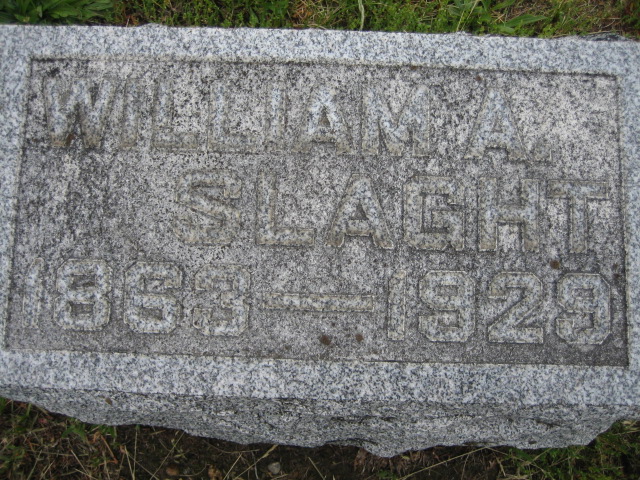 WILLIAM A.
SLAGHT
1863 — 1929